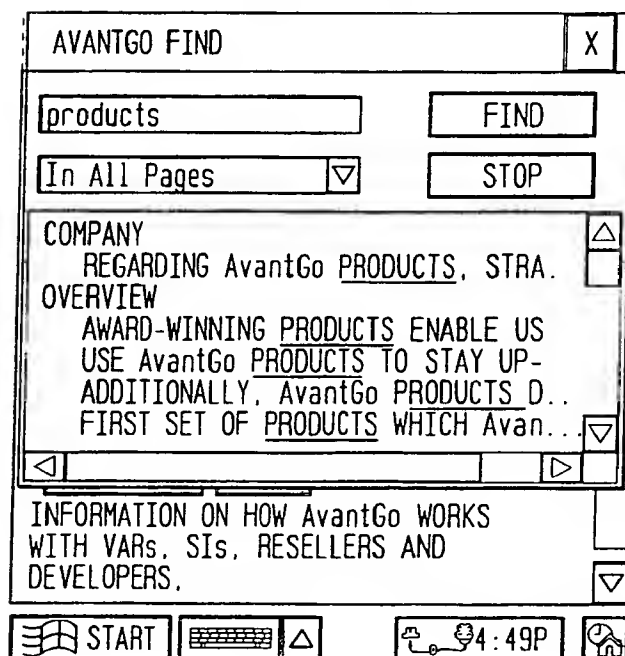 AVANTGO FIND X
products FIND
In All Pages STOP
COMPANY
REGARDING AvantGo PRODUCTS, STRA.
OVERVIEW
AWARD-WINNING PRODUCTS ENABLE US
USE AvantGo PRODUCTS TO STAY UP-
ADDITIONALLY, AvantGo PRODUCTS D..
FIRST SET OF PRODUCTS WHICH Avan...
INFORMATION ON HOW AvantGo WORKS
WITH VARs, SIs, RESELLERS AND
DEVELOPERS,
START 4:49P